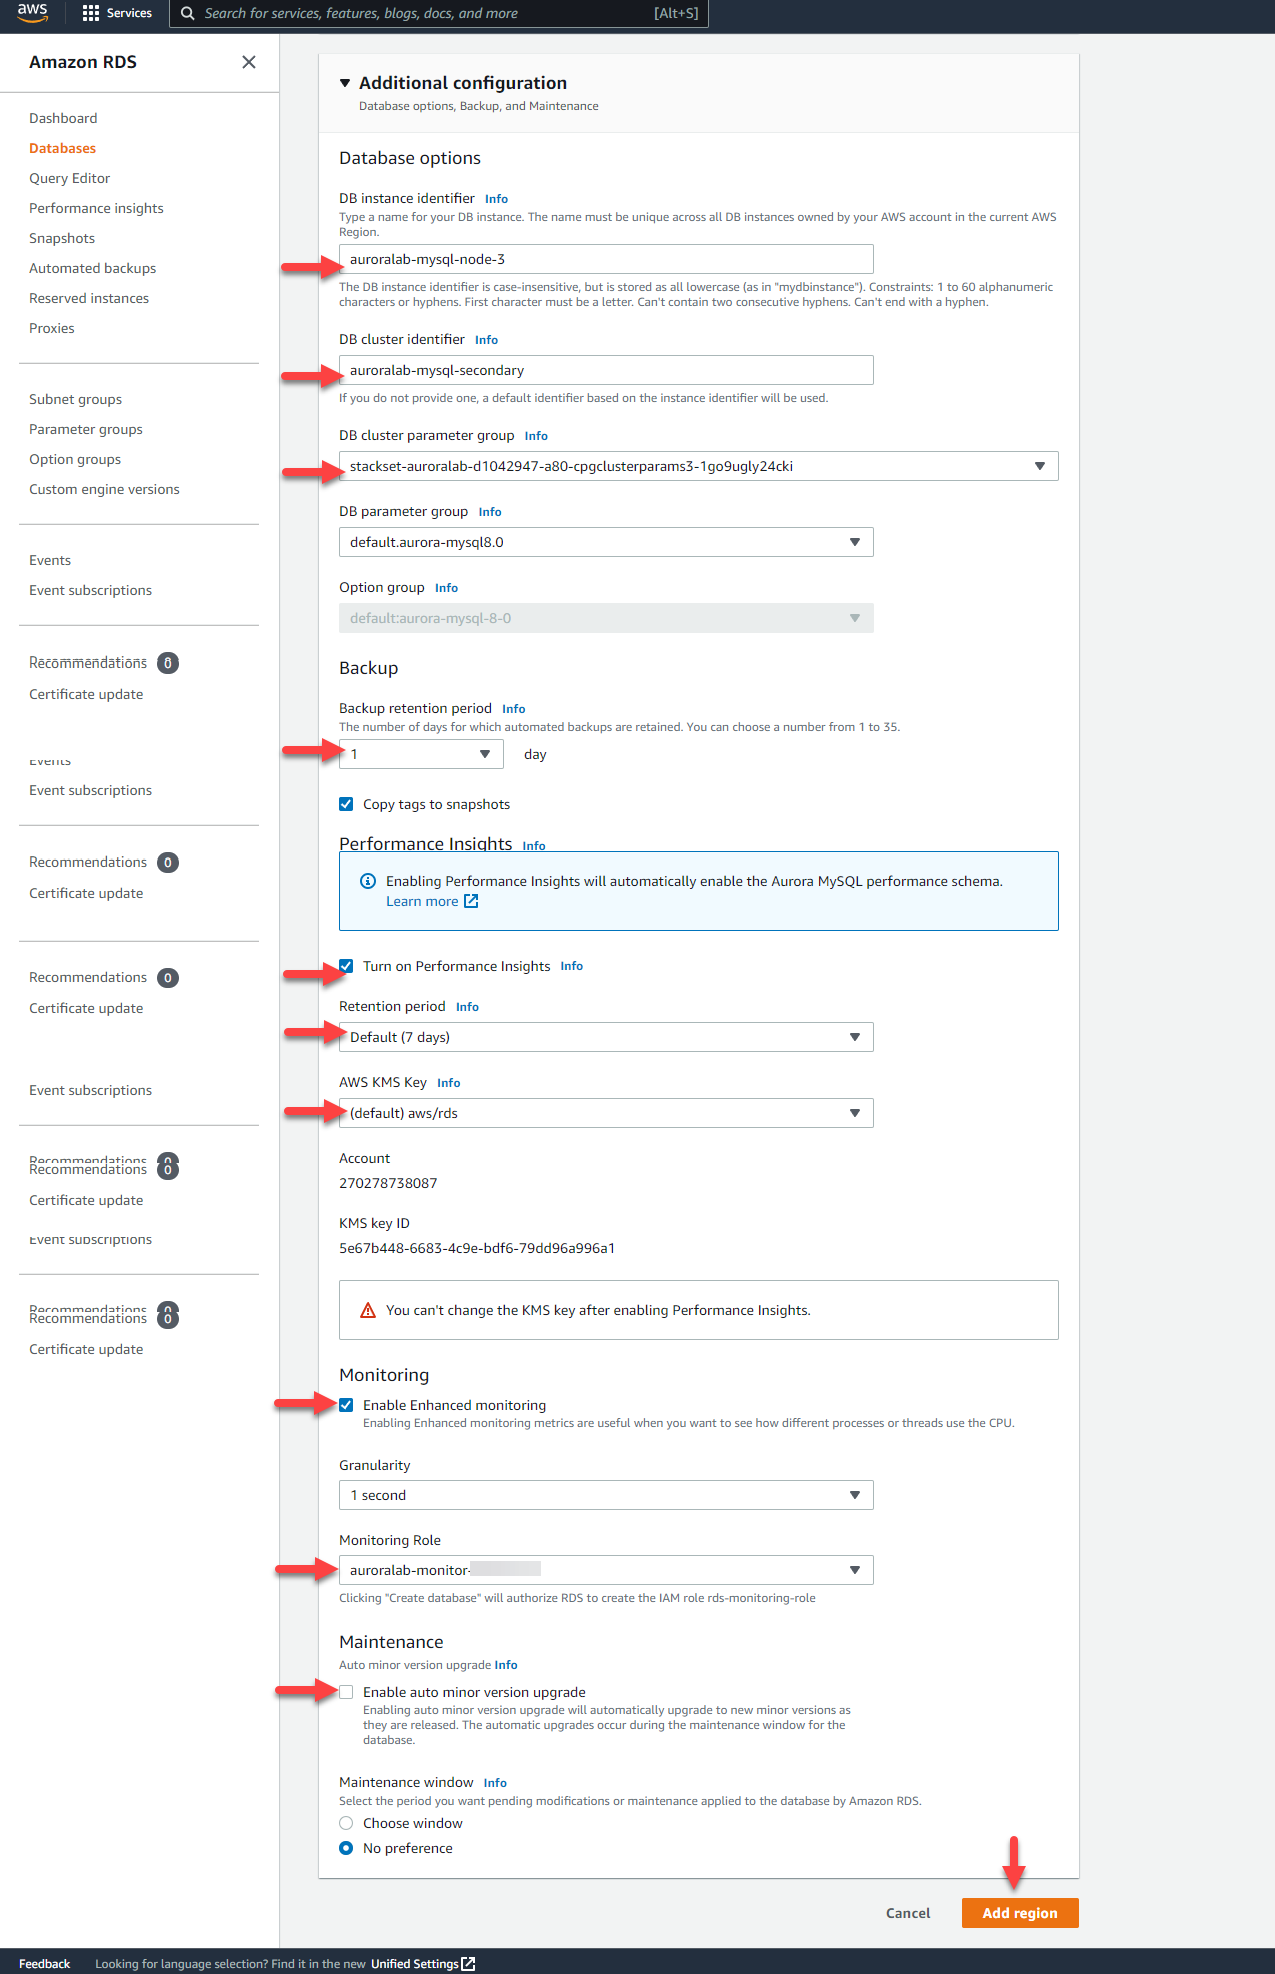 aws
Services
Search for services, features, blogs, docs, and more [Alt+S]
Amazon RDS
Dashboard
Databases
Query Editor
Performance insights
Snapshots
Automated backups
Reserved instances
Proxies
Subnet groups
Parameter groups
Option groups
Custom engine versions
Events
Event subscriptions
Recommendations 0
Certificate update
Events
Event subscriptions
Recommendations 0
Certificate update
Recommendations 0
Certificate update
Event subscriptions
Recommendations 0
Recommendations 0
Certificate update
Event subscriptions
Recommendations 0
Recommendations 0
Certificate update
Additional configuration
Database options, Backup, and Maintenance
Database options
DB instance identifier Info
Type a name for your DB instance. The name must be unique across all DB instances owned by your AWS account in the current AWS
Region.
auroralab-mysql-node-3
The DB instance identifier is case-insensitive, but is stored as all lowercase (as in "mydbinstance"). Constraints: 1 to 60 alphanumeric
characters or hyphens. First character must be a letter. Can't contain two consecutive hyphens. Can't end with a hyphen.
DB cluster identifier Info
auroralab-mysql-secondary
If you do not provide one, a default identifier based on the instance identifier will be used.
DB cluster parameter group Info
stackset-auroralab-d1042947-a80-cpgclusterparams3-1go9ugly24cki
DB parameter group Info
default.aurora-mysql8.0
Option group Info
default:aurora-mysql-8-0
Backup
Backup retention period Info
The number of days for which automated backups are retained. You can choose a number from 1 to 35.
1 day
Copy tags to snapshots
Performance Insights Info
Enabling Performance Insights will automatically enable the Aurora MySQL performance schema.
Learn more
Turn on Performance Insights Info
Retention period Info
Default (7 days)
AWS KMS Key Info
(default) aws/rds
Account
270278738087
KMS key ID
5e67b448-6683-4c9e-bdf6-79dd96a996a1
You can't change the KMS key after enabling Performance Insights.
Monitoring
Enable Enhanced monitoring
Enabling Enhanced monitoring metrics are useful when you want to see how different processes or threads use the CPU.
Granularity
1 second
Monitoring Role
auroralab-monitor-
Clicking "Create database" will authorize RDS to create the IAM role rds-monitoring-role
Maintenance
Auto minor version upgrade Info
Enable auto minor version upgrade
Enabling auto minor version upgrade will automatically upgrade to new minor versions as
they are released. The automatic upgrades occur during the maintenance window for the
database.
Maintenance window Info
Select the period you want pending modifications or maintenance applied to the database by Amazon RDS.
Choose window
No preference
Cancel
Add region
Feedback
Looking for language selection? Find it in the new Unified Settings